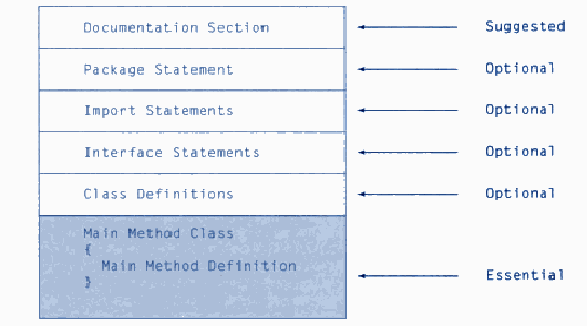 Documentation Section Suggested
Package Statement Optional
Import Statements Optional
Interface Statements Optional
Class Definitions Optional
Main Method Class
{
Main Method Definition
} Essential